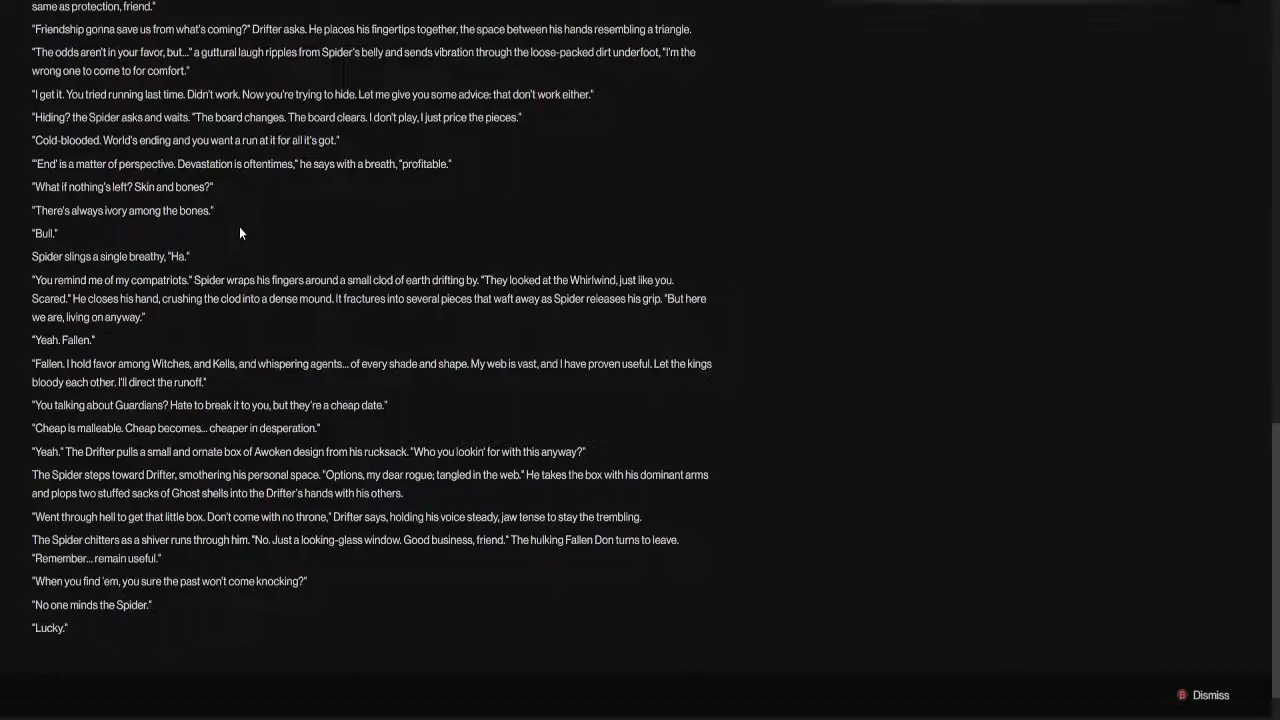 same as protection, friend."
"Friendship gonna save us from what's coming?" Drifter asks. He places his fingertips together, the space between his hands resembling a triangle.
"The odds aren't in your favor, but..." a guttural laugh ripples from Spider's belly and sends vibration through the loose-packed dirt underfoot, "I'm the
wrong one to come to for comfort."
"I get it. You tried running last time. Didn't work. Now you're trying to hide. Let me give you some advice: that don't work either."
"Hiding? the Spider asks and waits. "The board changes. The board clears. I don't play, I just price the pieces."
"Cold-blooded. World's ending and you want a run at it for all it's got."
"'End' is a matter of perspective. Devastation is oftentimes," he says with a breath, "profitable."
"What if nothing's left? Skin and bones?"
"There's always ivory among the bones."
"Bull."
Spider slings a single breathy, "Ha."
"You remind me of my compatriots." Spider wraps his fingers around a small clod of earth drifting by. "They looked at the Whirlwind, just like you.
Scared." He closes his hand, crushing the clod into a dense mound. It fractures into several pieces that waft away as Spider releases his grip. "But here
we are, living on anyway."
"Yeah. Fallen."
"Fallen. I hold favor among Witches, and Kells, and whispering agents... of every shade and shape. My web is vast, and I have proven useful. Let the kings
bloody each other. I'll direct the runoff."
"You talking about Guardians? Hate to break it to you, but they're a cheap date."
"Cheap is malleable. Cheap becomes... cheaper in desperation."
"Yeah." The Drifter pulls a small and ornate box of Awoken design from his rucksack. "Who you lookin' for with this anyway?"
The Spider steps toward Drifter, smothering his personal space. "Options, my dear rogue; tangled in the web." He takes the box with his dominant arms
and plops two stuffed sacks of Ghost shells into the Drifter's hands with his others.
"Went through hell to get that little box. Don't come with no throne," Drifter says, holding his voice steady, jaw tense to stay the trembling.
The Spider chitters as a shiver runs through him. "No. Just a looking-glass window. Good business, friend." The hulking Fallen Don turns to leave.
"Remember... remain useful."
"When you find 'em, you sure the past won't come knocking?"
"No one minds the Spider."
"Lucky."
B Dismiss